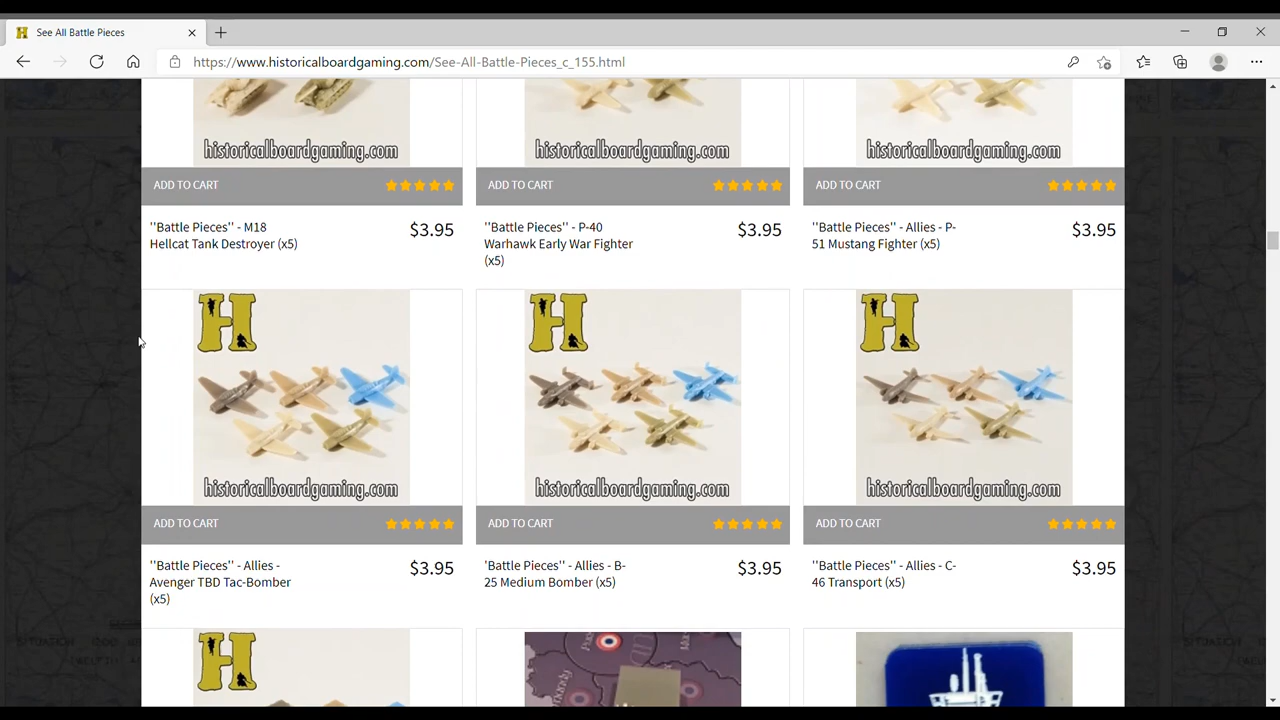 See All Battle Pieces
https://www.historicalboardgaming.com/See-All-Battle-Pieces_c_155.html
historicalboardgaming.com
historicalboardgaming.com
historicalboardgaming.com
ADD TO CART
ADD TO CART
ADD TO CART
''Battle Pieces'' - M18
Hellcat Tank Destroyer (x5)
$3.95
''Battle Pieces'' - P-40
Warhawk Early War Fighter
(x5)
$3.95
''Battle Pieces'' - Allies - P-
51 Mustang Fighter (x5)
$3.95
H
H
H
historicalboardgaming.com
historicalboardgaming.com
historicalboardgaming.com
ADD TO CART
ADD TO CART
ADD TO CART
''Battle Pieces'' - Allies -
Avenger TBD Tac-Bomber
(x5)
$3.95
'Battle Pieces'' - Allies - B-
25 Medium Bomber (x5)
$3.95
''Battle Pieces'' - Allies - C-
46 Transport (x5)
$3.95
H
SITUATION